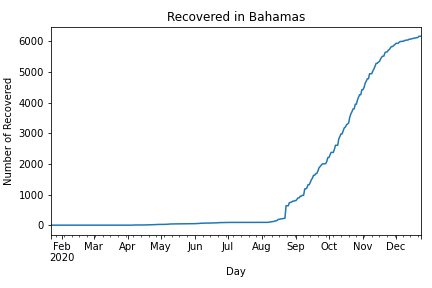 Recovered in Bahamas
Number of Recovered
6000
5000
4000
3000
2000
1000
0
Feb Mar Apr May Jun Jul Aug Sep Oct Nov Dec
2020
Day